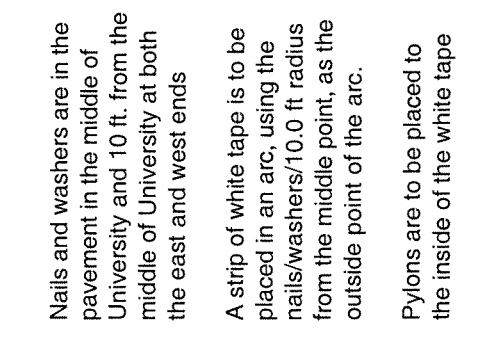 Nails and washers are in the
pavement in the middle of
University and 10 ft. from the
middle of University at both
the east and west ends
A strip of white tape is to be
placed in an arc, using the
nails/washers/10.0 ft radius
from the middle point, as the
outside point of the arc.
Pylons are to be placed to
the inside of the white tape